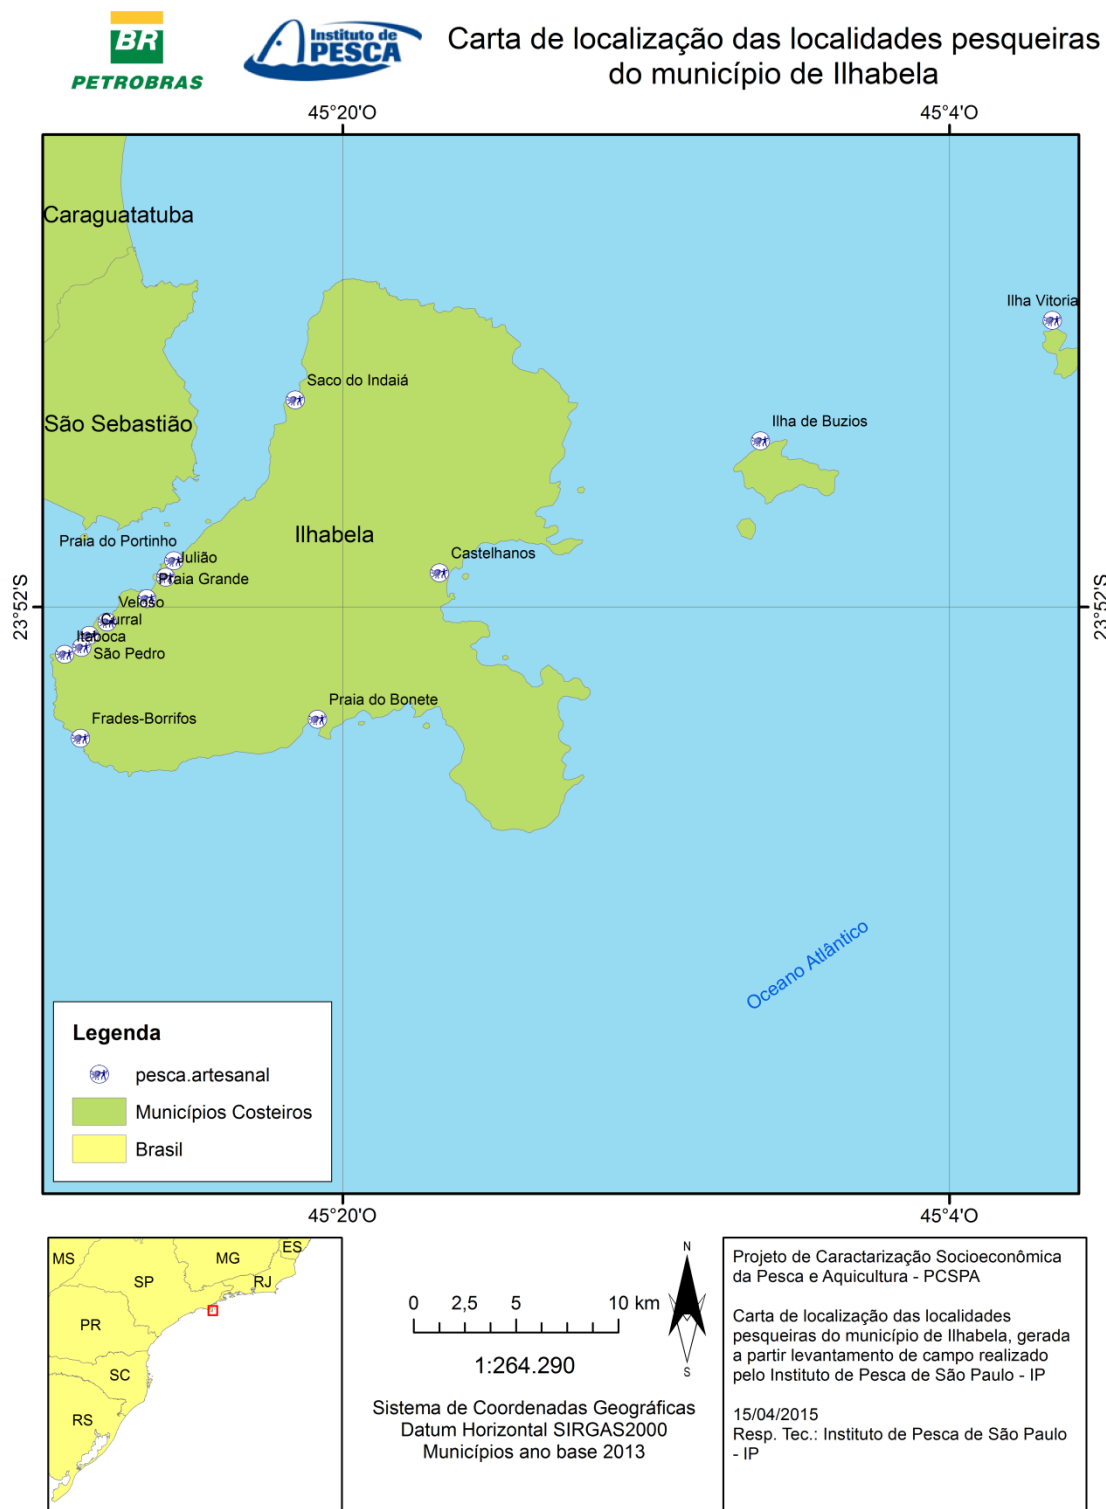 BR
PETROBRAS
Instituto de
PESCA
Carta de localização das localidades pesqueiras
do município de Ilhabela
45°20'O
45°4'O
Caraguatatuba
Ilha Vitoria
Saco do Indaiá
São Sebastião
Ilha de Buzios
Ilhabela
Praia do Portinho
Julião
Castelhanos
Praia Grande
23°52'S
23°52'S
Veloso
Curral
Itaboca
São Pedro
Praia do Bonete
Frades-Borrifos
Oceano Atlântico
Legenda
pesca.artesanal
Municípios Costeiros
Brasil
45°20'O
45°4'O
MS
MG
ES
SP
RJ
PR
SC
RS
0 2,5 5 10 km
1:264.290
N
S
Sistema de Coordenadas Geográficas
Datum Horizontal SIRGAS2000
Municípios ano base 2013
Projeto de Caractarização Socioeconômica
da Pesca e Aquicultura - PCSPA
Carta de localização das localidades
pesqueiras do município de Ilhabela, gerada
a partir levantamento de campo realizado
pelo Instituto de Pesca de São Paulo - IP
15/04/2015
Resp. Tec.: Instituto de Pesca de São Paulo
- IP